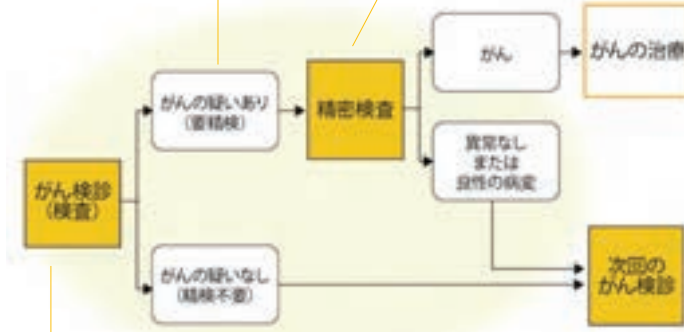 がん検診
(検査)
がんの疑いあり
(要精検)
精密検査
がん
がんの治療
異常なし
または
良性の病変
がんの疑いなし
(精検不要)
次回の
がん検診